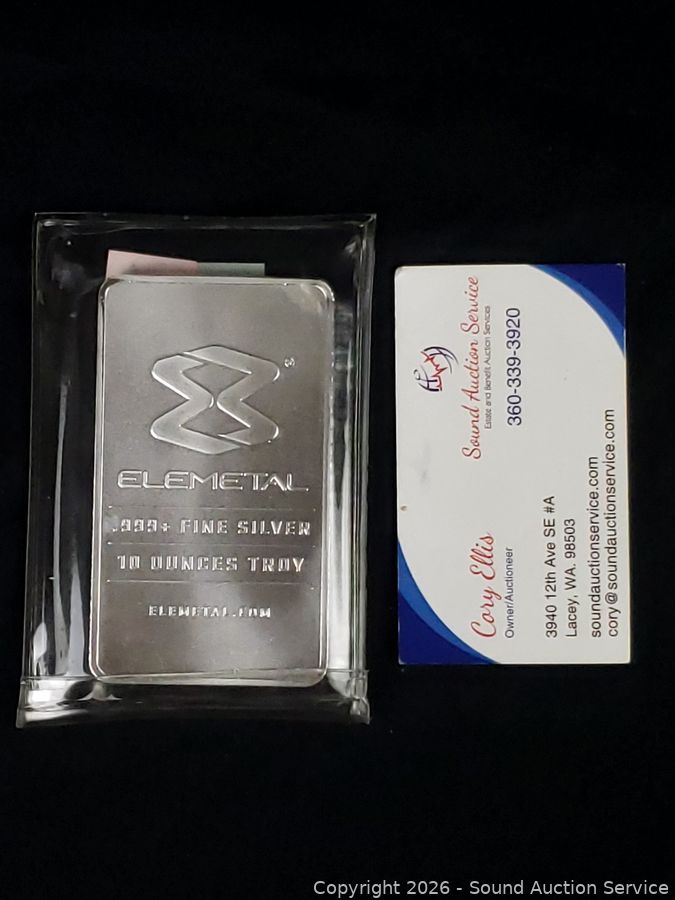 ®
ELEMETAL
.999+ FINE SILVER
10 OUNCES TROY
ELEMETAL.COM
Sound Auction Service
Estate and Benefit Auction Services
360-339-3920
Cory Ellis
Owner/Auctioneer
3940 12th Ave SE #A
Lacey, WA. 98503
soundauctionservice.com
cory@soundauctionservice.com
Copyright 2026 - Sound Auction Service